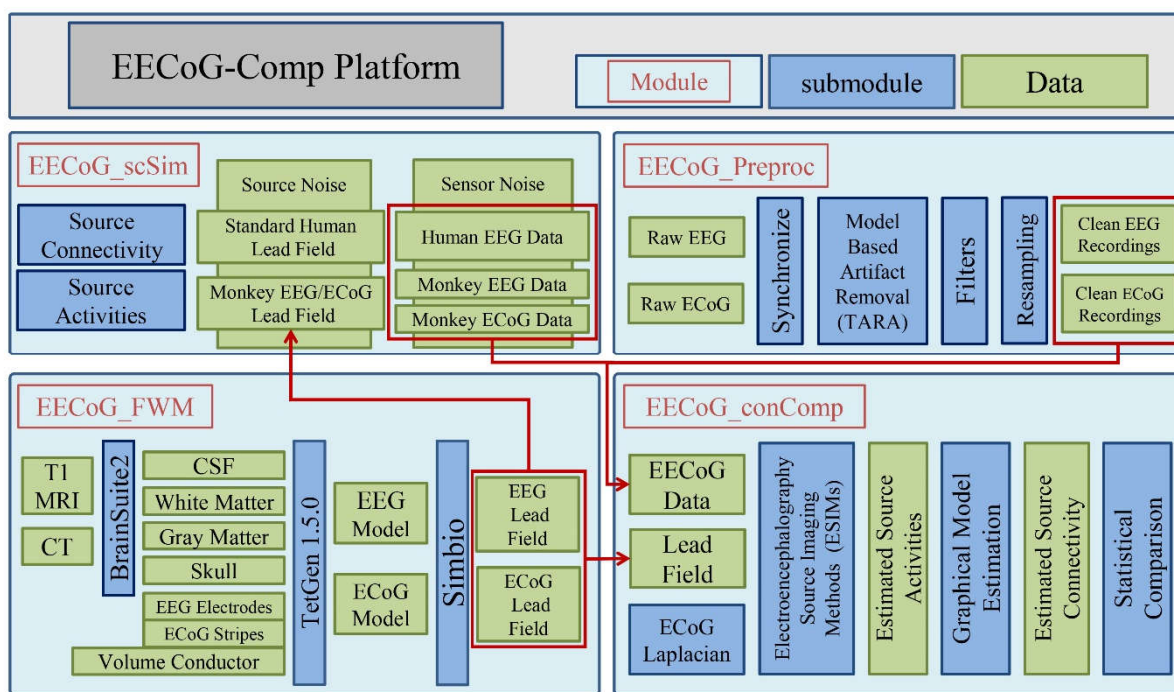 EECoG-Comp Platform
Module
submodule
Data
EECoG_scSim
Source
Connectivity
Source
Activities
Source Noise
Standard Human
Lead Field
Monkey EEG/ECoG
Lead Field
Sensor Noise
Human EEG Data
Monkey EEG Data
Monkey ECoG Data
EECoG_Preproc
Raw EEG
Raw ECoG
Synchronize
Model
Based
Artifact
Removal
(TARA)
Filters
Resampling
Clean EEG
Recordings
Clean ECoG
Recordings
EECoG_FWM
T1
MRI
CT
BrainSuite2
CSF
White Matter
Gray Matter
Skull
EEG Electrodes
ECoG Stripes
Volume Conductor
TetGen 1.5.0
EEG
Model
ECoG
Model
Simbio
EEG
Lead
Field
ECoG
Lead
Field
EECoG_conComp
EECoG
Data
Lead
Field
ECoG
Laplacian
Electroencephalography
Source Imaging
Methods (ESIMs)
Estimated Source
Activities
Graphical Model
Estimation
Estimated Source
Connectivity
Statistical
Comparison